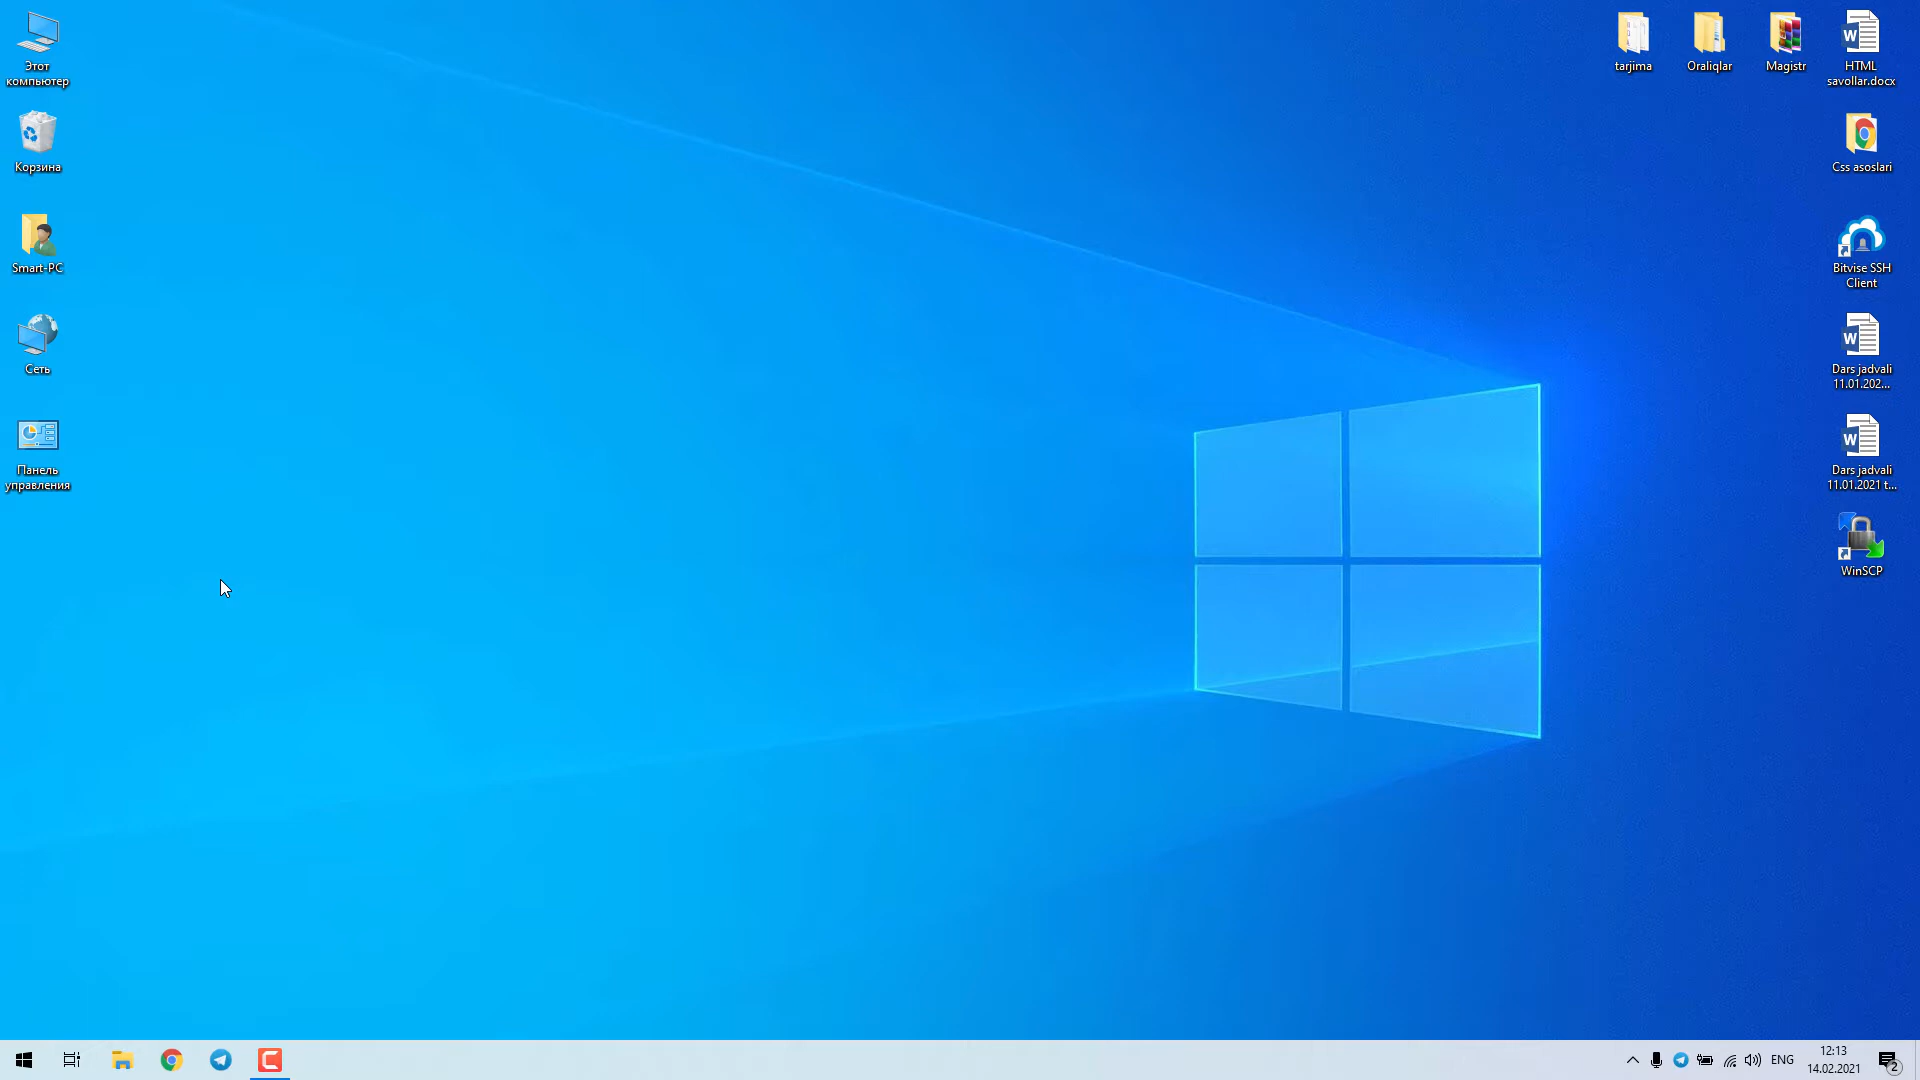 Этот
компьютер
Корзина
Smart-PC
Сеть
Панель
управления
tarjima
Oraliqlar
Magistr
HTML
savollar.docx
Css asoslari
Bitvise SSH
Client
Dars jadvali
11.01.202...
Dars jadvali
11.01.2021 t...
WinSCP
ENG
12:13
14.02.2021
2